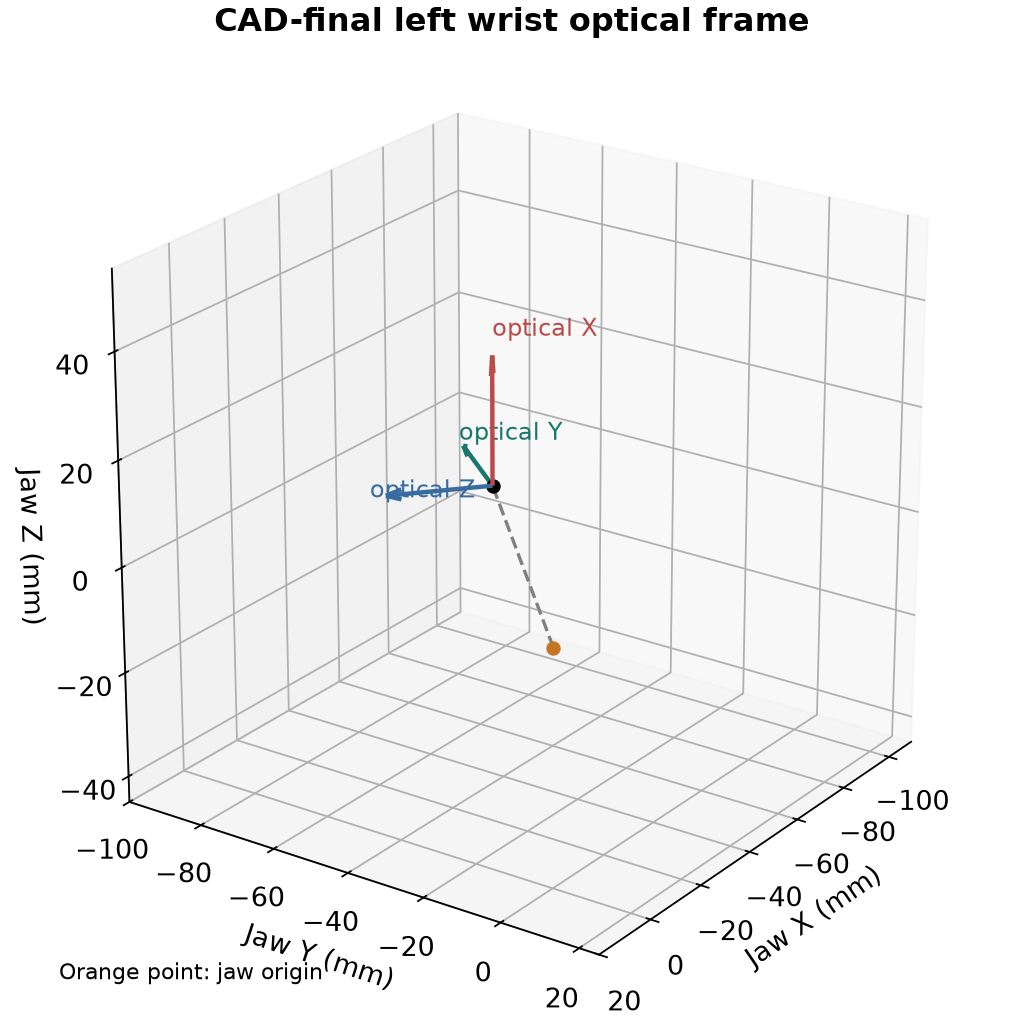 CAD-final left wrist optical frame
optical X
optical Y
optical Z
40
20
0
−20
−40
Jaw Z (mm)
−100
−80
−60
−40
−20
0
20
Jaw Y (mm)
−100
−80
−60
−40
−20
0
20
Jaw X (mm)
Orange point: jaw origin